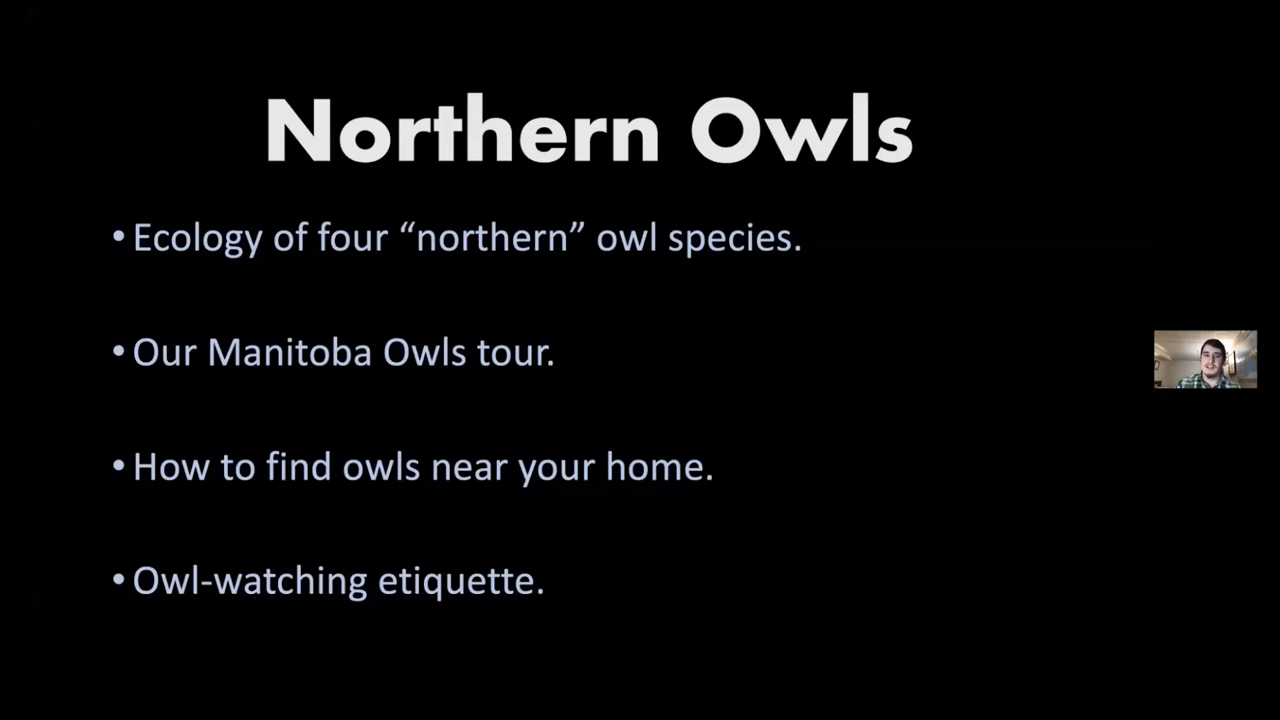 Northern Owls
• Ecology of four “northern” owl species.
• Our Manitoba Owls tour.
• How to find owls near your home.
• Owl-watching etiquette.